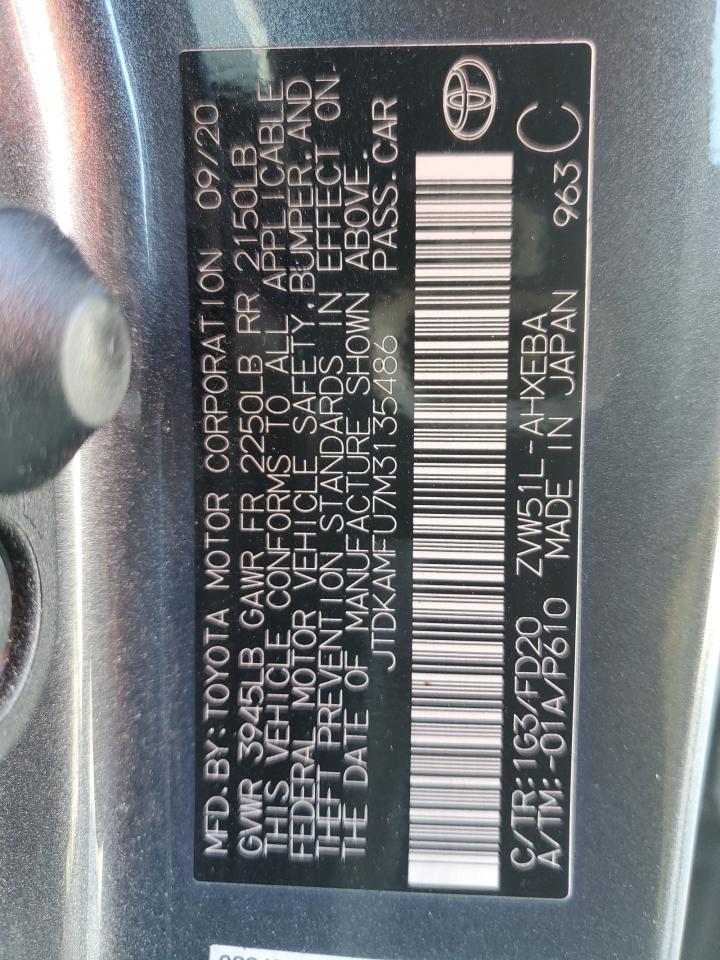 MFD.BY:TOYOTA MOTOR CORPORATION 09/20
GVWR 3945LB GAWR FR 2250LB RR 2150LB
THIS VEHICLE CONFORMS TO ALL APPLICABLE
FEDERAL MOTOR VEHICLE SAFETY,BUMPER,AND
THEFT PREVENTION STANDARDS IN EFFECT ON
THE DATE OF MANUFACTURE SHOWN ABOVE.
JTDKAMFU7M3135486 PASS.CAR
C/TR:1G3/FD20 ZVW51L-AHXEBA
A/TM:-01A/P610 MADE IN JAPAN 963 C